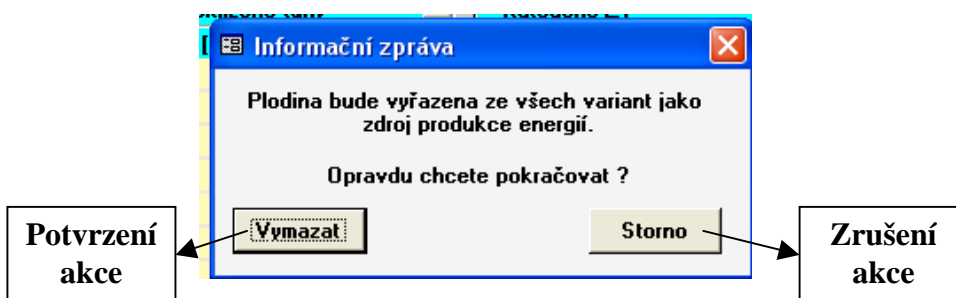 Informační zpráva
Plodina bude vyřazena ze všech variant jako
zdroj produkce energií.
Opravdu chcete pokračovat ?
Vymazat
Storno
Potvrzení
akce
Zrušení
akce